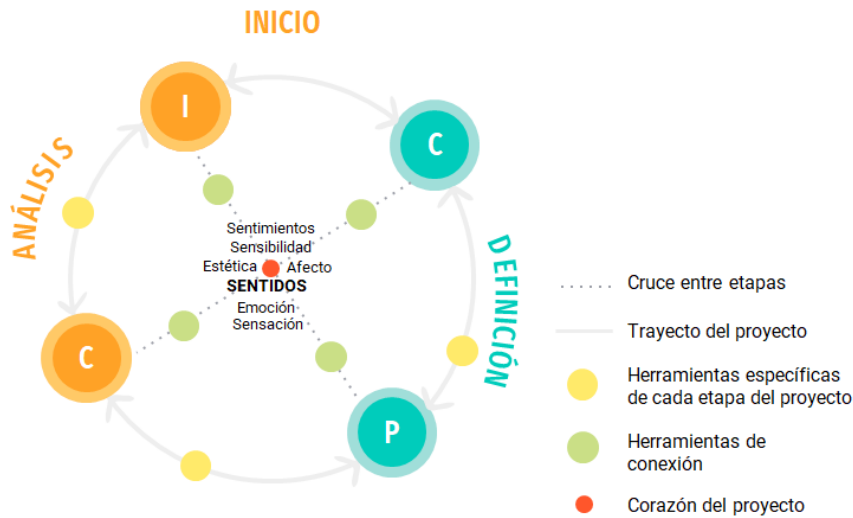 INICIO
I
C
ANÁLISIS
Sentimientos
Sensibilidad
Estética
Afecto
SENTIDOS
Emoción
Sensación
DEFINICIÓN
C
P
Cruce entre etapas
Trayecto del proyecto
Herramientas específicas
de cada etapa del proyecto
Herramientas de
conexión
Corazón del proyecto